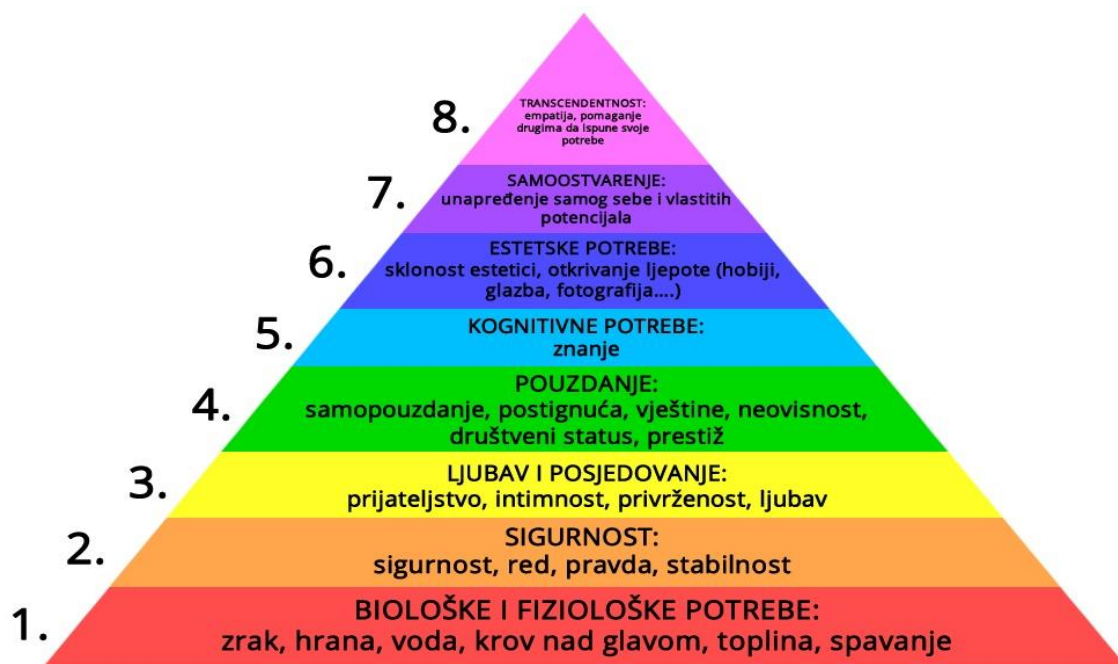 8.
TRANSCENDENTNOST:
empatija, pomaganje
drugima da ispune svoje
potrebe
7.
SAMOOSTVARENJE:
unapređenje samog sebe i vlastitih
potencijala
6.
ESTETSKE POTREBE:
sklonost estetici, otkrivanje ljepote (hobiji,
glazba, fotografija....)
5.
KOGNITIVNE POTREBE:
znanje
4.
POUZDANJE:
samopouzdanje, postignuća, vještine, neovisnost,
društveni status, prestiž
3.
LJUBAV I POSJEDOVANJE:
prijateljstvo, intimnost, privrženost, ljubav
2.
SIGURNOST:
sigurnost, red, pravda, stabilnost
1.
BIOLOŠKE I FIZIOLOŠKE POTREBE:
zrak, hrana, voda, krov nad glavom, toplina, spavanje